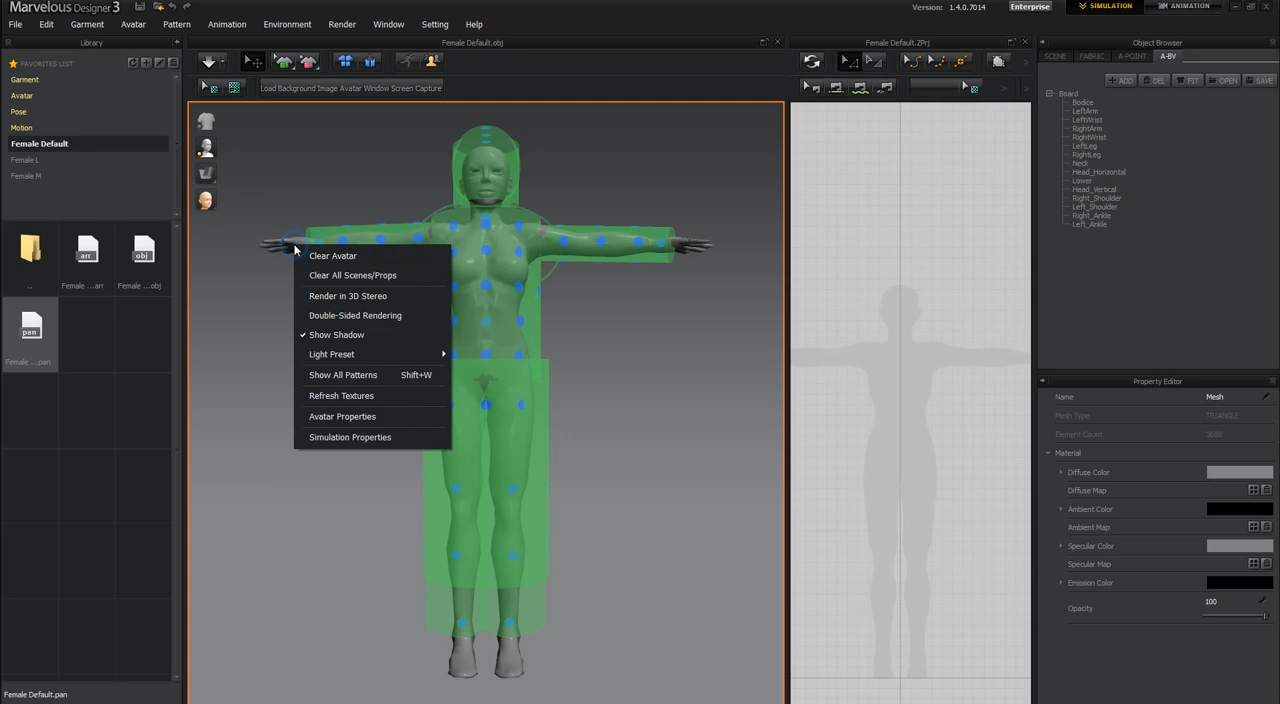 Marvelous Designer 3
Version: 1.4.0.7014
Enterprise
SIMULATION
ANIMATION
File
Edit
Garment
Avatar
Pattern
Animation
Environment
Render
Window
Setting
Help
Library
Female Default.obj
Female Default.ZPrj
Object Browser
FAVORITES LIST
Garment
Avatar
Pose
Motion
Female Default
Female L
Female M
..
Female ...arr
Female ...obj
pan
arr
obj
Female ...pan
Female Default.pan
Load Background Image Avatar Window Screen Capture
Clear Avatar
Clear All Scenes/Props
Render in 3D Stereo
Double-Sided Rendering
Show Shadow
Light Preset
Show All Patterns Shift+W
Refresh Textures
Avatar Properties
Simulation Properties
SCENE
FABRIC
A-POINT
A-BV
ADD
DEL
FIT
OPEN
SAVE
Board
Bodice
LeftArm
LeftWrist
RightArm
RightWrist
LeftLeg
RightLeg
Neck
Head_Horizontal
Lower
Head_Vertical
Right_Shoulder
Left_Shoulder
Right_Ankle
Left_Ankle
Property Editor
Name Mesh
Mesh Type TRIANGLE
Element Count 3688
Material
Diffuse Color
Diffuse Map
Ambient Color
Ambient Map
Specular Color
Specular Map
Emission Color
Opacity 100